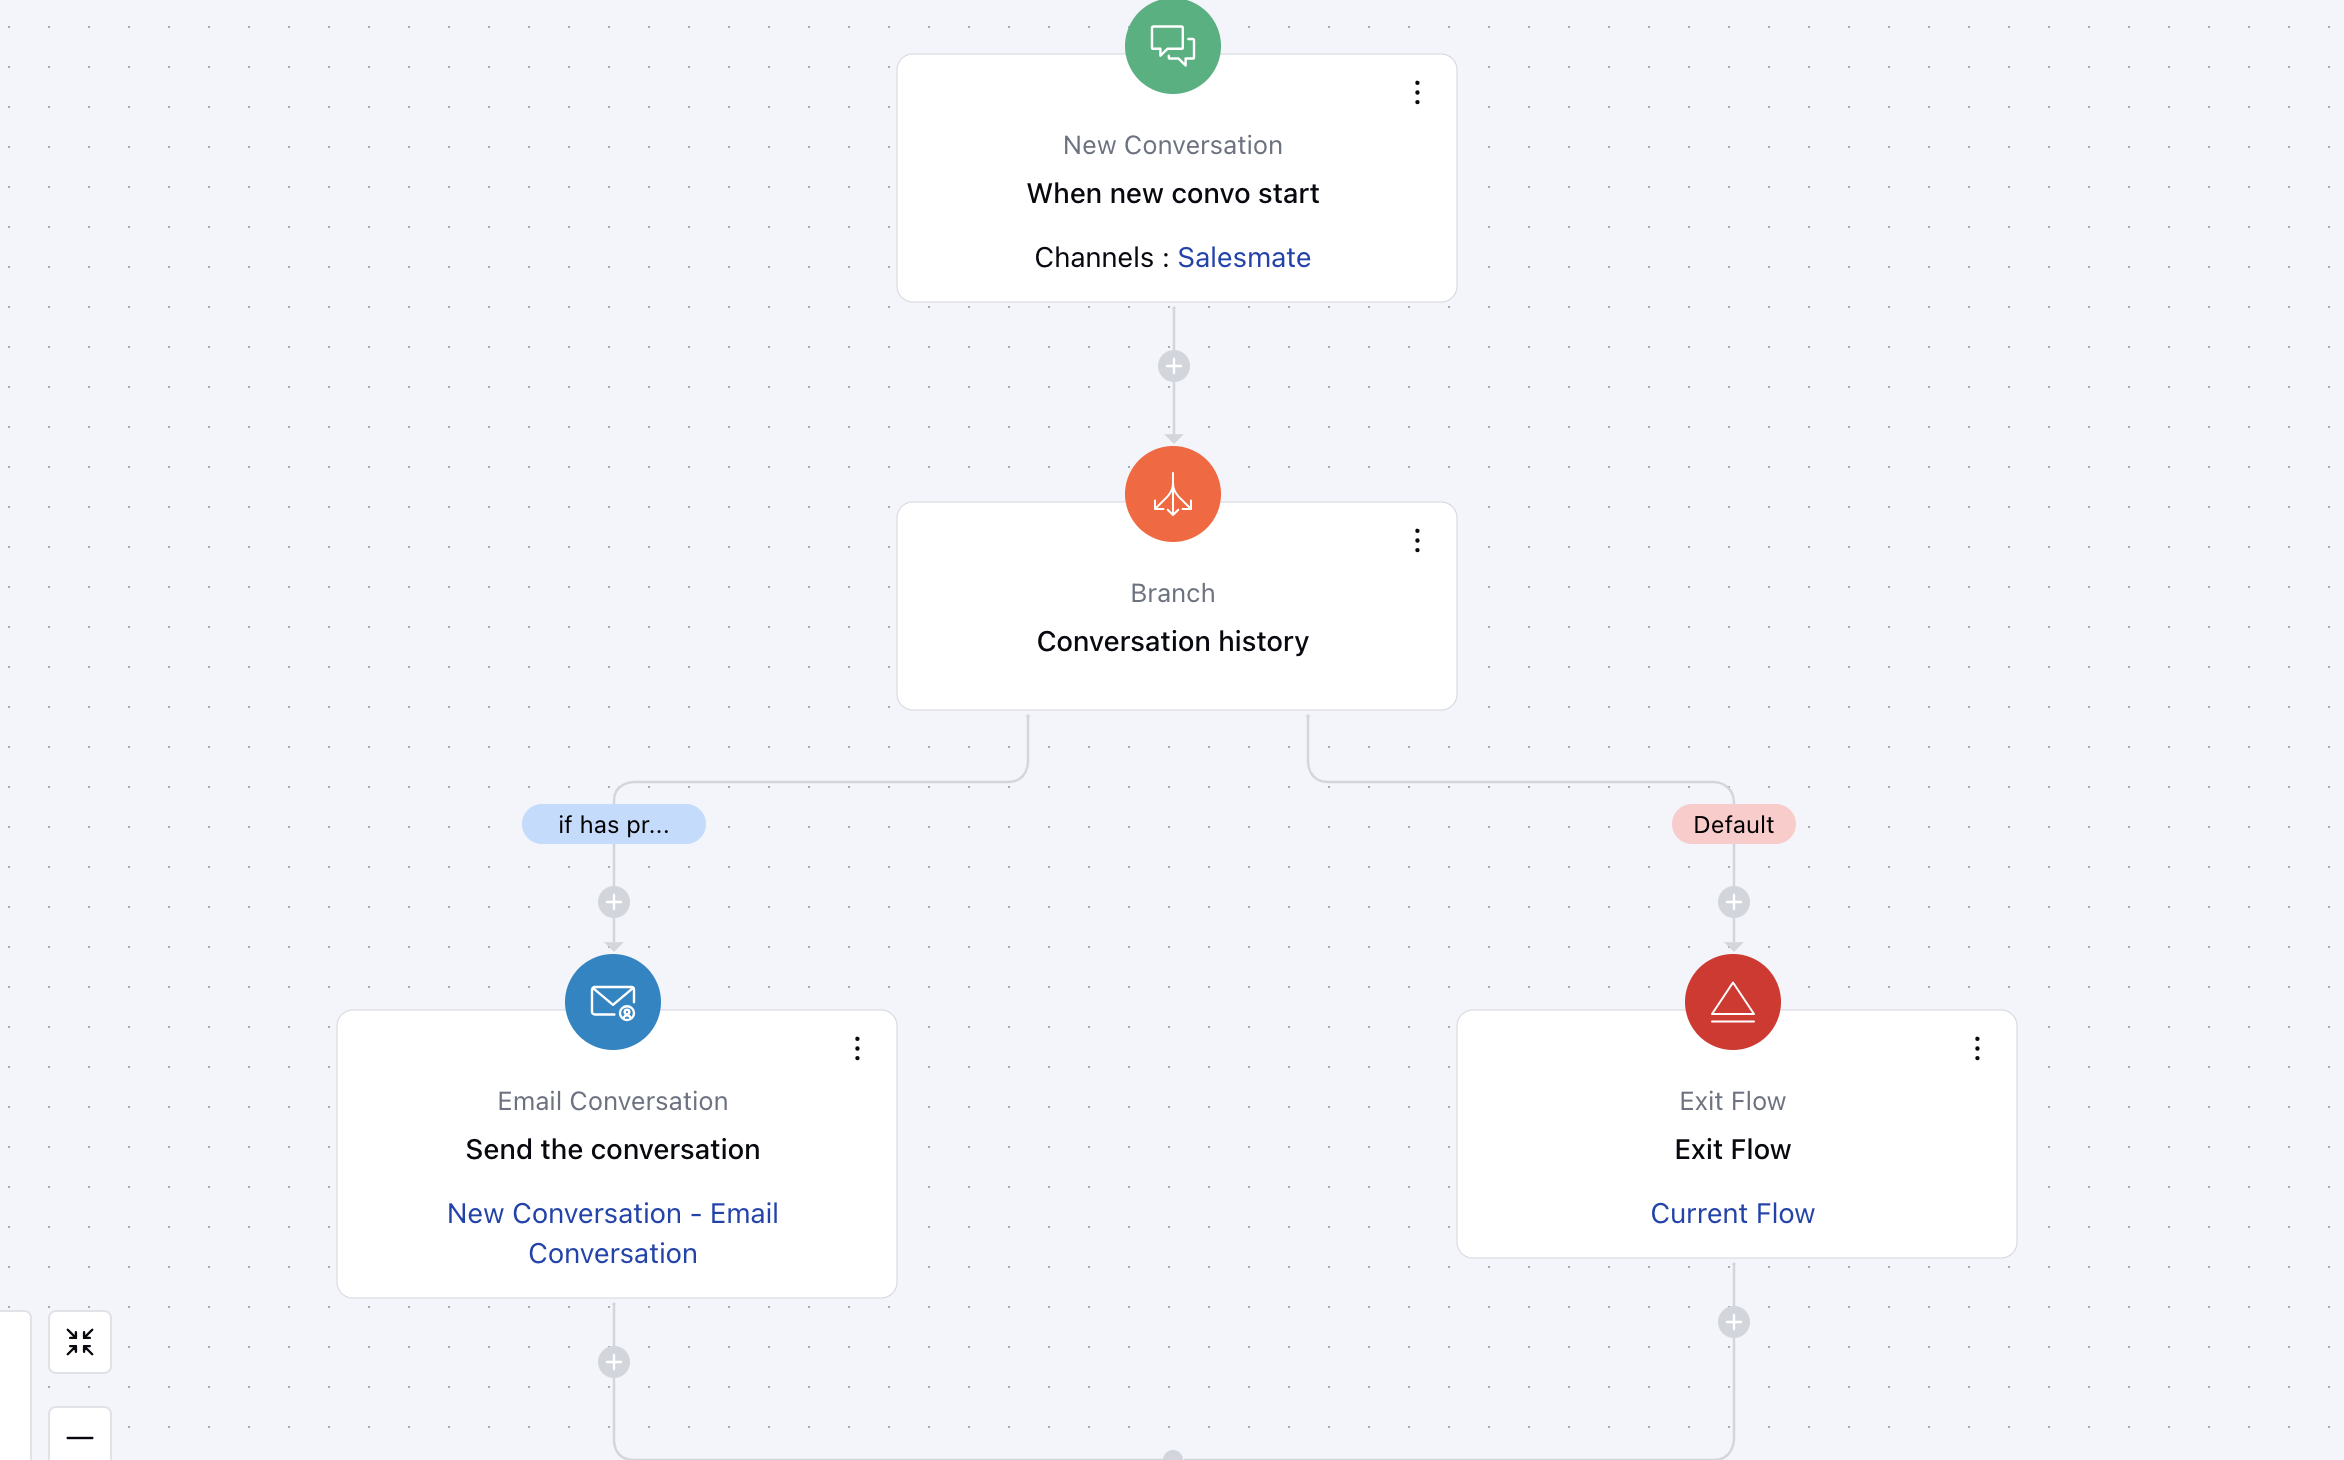 New Conversation
When new convo start
Channels : Salesmate
Branch
Conversation history
if has pr...
Default
Email Conversation
Send the conversation
New Conversation - Email
Conversation
Exit Flow
Exit Flow
Current Flow